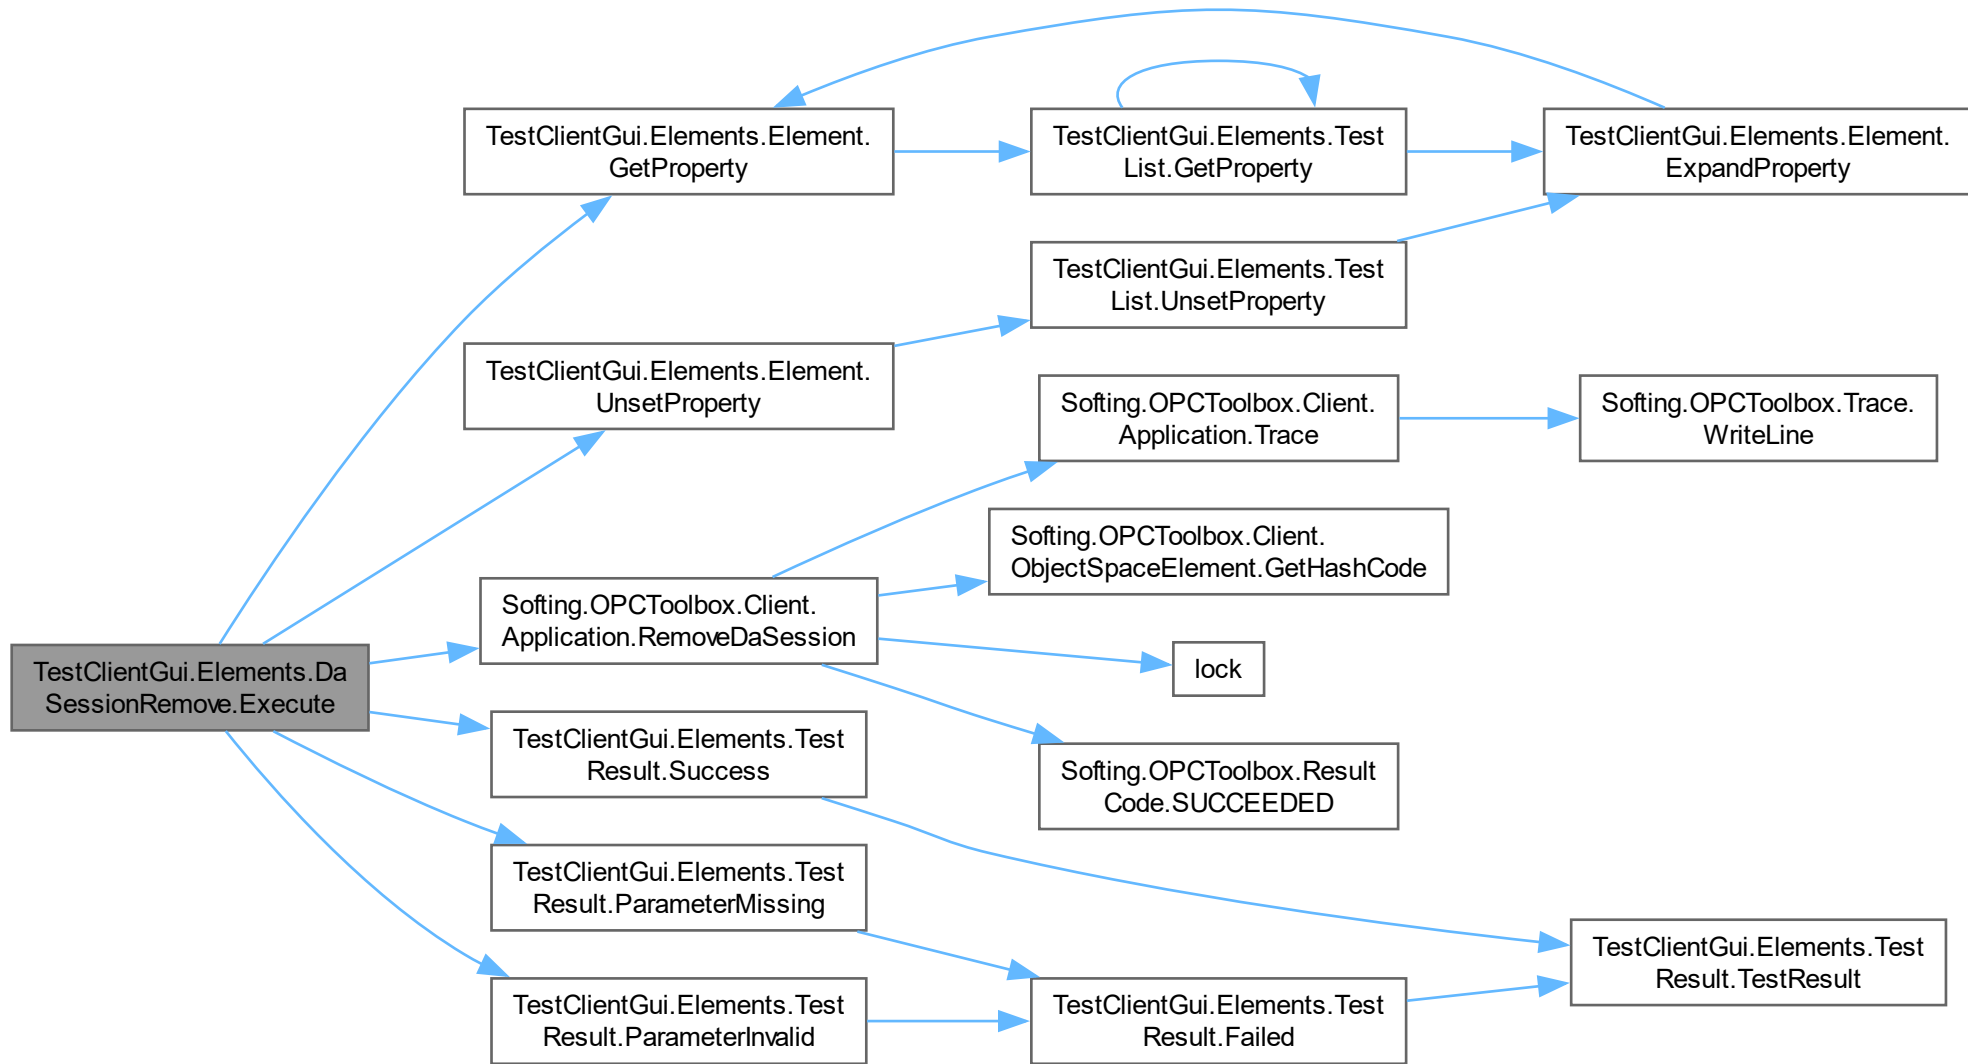 TestClientGui.Elements.Element.
GetProperty
TestClientGui.Elements.Test
List.GetProperty
TestClientGui.Elements.Element.
ExpandProperty
TestClientGui.Elements.Test
List.UnsetProperty
TestClientGui.Elements.Element.
UnsetProperty
Softing.OPCToolbox.Client.
Application.Trace
Softing.OPCToolbox.Trace.
WriteLine
Softing.OPCToolbox.Client.
ObjectSpaceElement.GetHashCode
Softing.OPCToolbox.Client.
Application.RemoveDaSession
lock
TestClientGui.Elements.Da
SessionRemove.Execute
TestClientGui.Elements.Test
Result.Success
Softing.OPCToolbox.Result
Code.SUCCEEDED
TestClientGui.Elements.Test
Result.ParameterMissing
TestClientGui.Elements.Test
Result.TestResult
TestClientGui.Elements.Test
Result.ParameterInvalid
TestClientGui.Elements.Test
Result.Failed